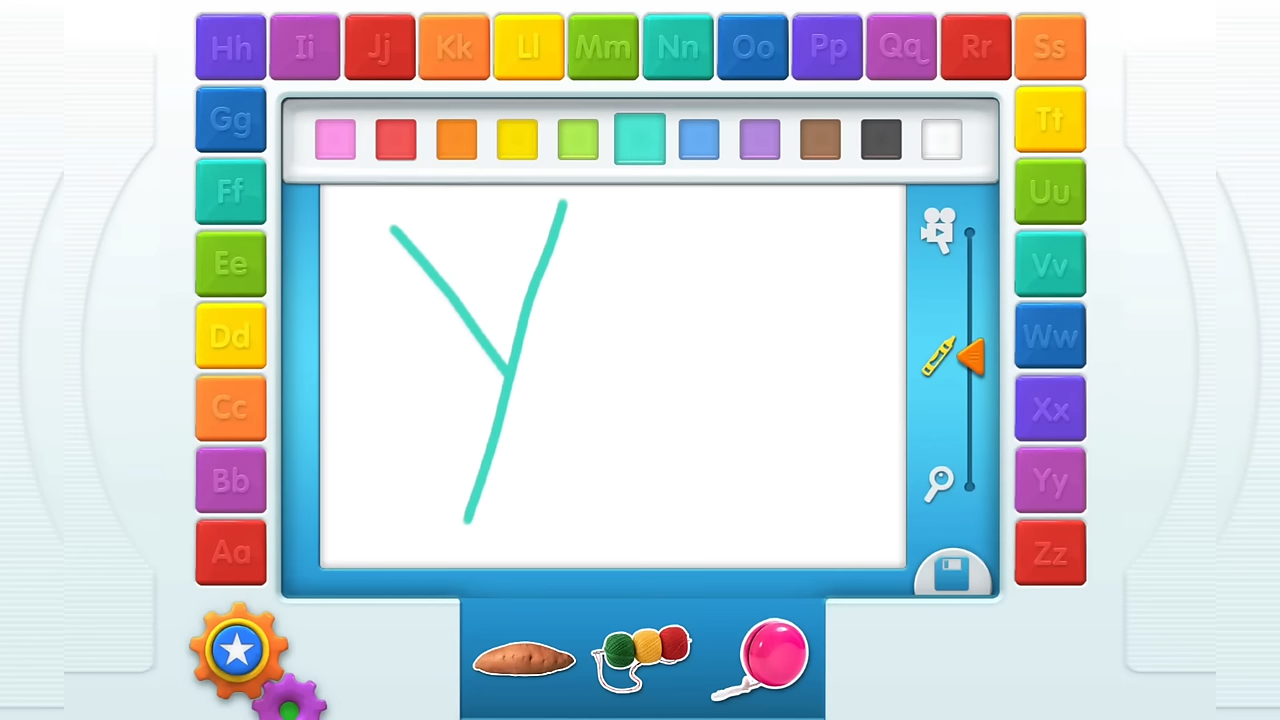 Hh Ii Jj Kk Ll Mm Nn Oo Pp Qq Rr Ss
Gg Tt
Ff Uu
Ee Vv
Dd Ww
Cc Xx
Bb Yy
Aa Zz
y